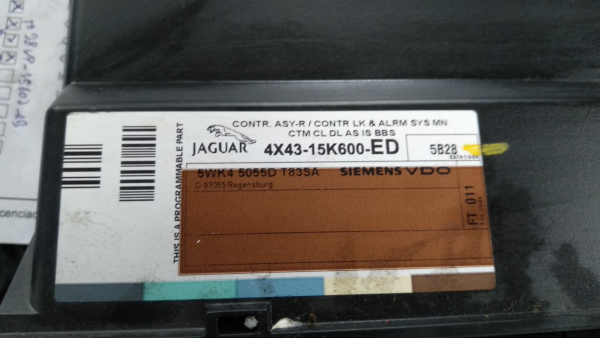 CONTR. ASY-R / CONTR LK & ALRM SYS MN
CTM CL DL AS IS BBS
JAGUAR 4X43-15K600-ED 5B28
5WK4 5055D T83SA SIEMENS VDO
D 93055 Regensburg
THIS IS A PROGRAMMABLE PART
FT 011